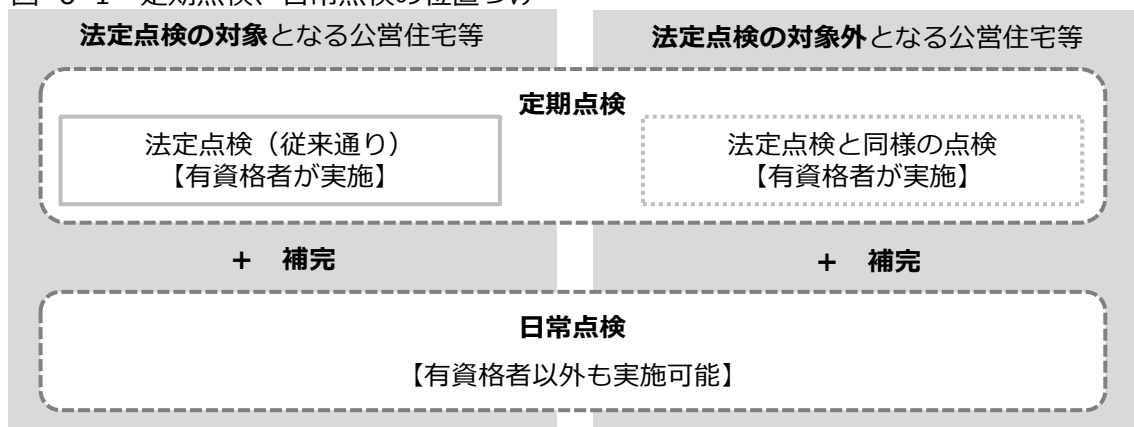 図 3-1 定期点検、日常点検の位置づけ
法定点検の対象となる公営住宅等
法定点検の対象外となる公営住宅等
定期点検
法定点検(従来通り)
【有資格者が実施】
法定点検と同様の点検
【有資格者が実施】
+ 補完
+ 補完
日常点検
【有資格者以外も実施可能】